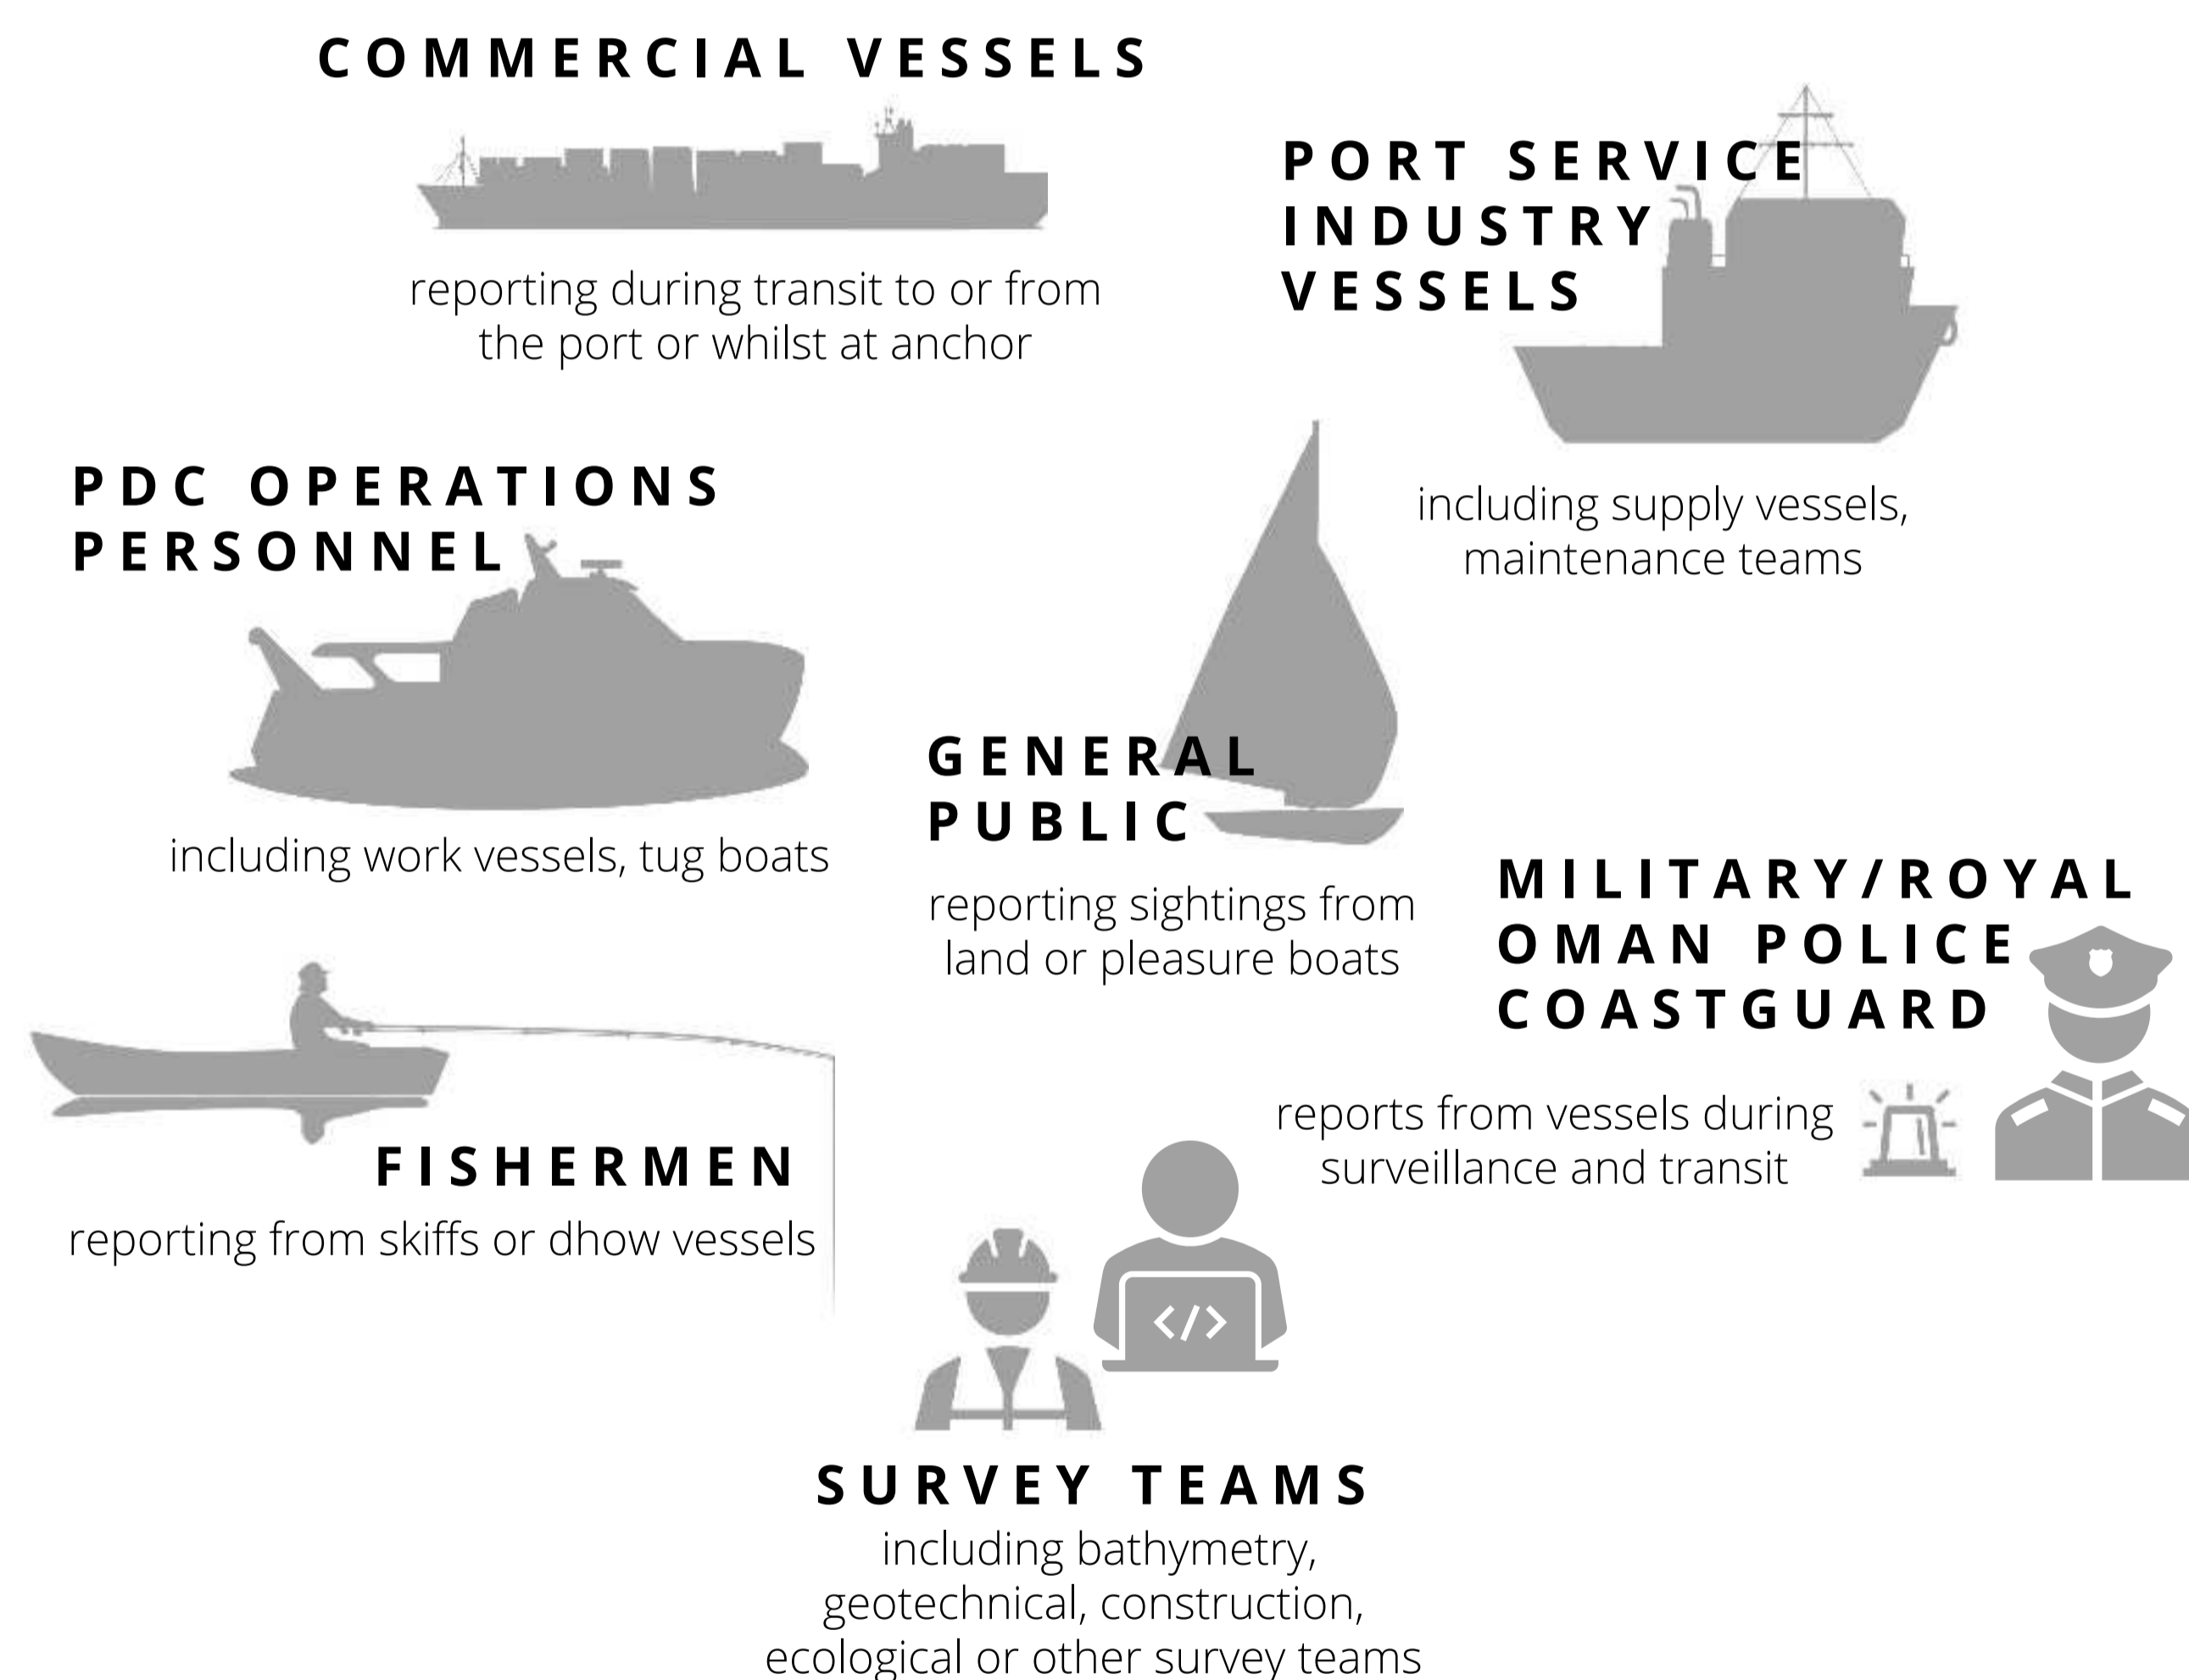 COMMERCIAL VESSELS
reporting during transit to or from
the port or whilst at anchor
PORT SERVICE
INDUSTRY
VESSELS
including supply vessels,
maintenance teams
PDC OPERATIONS
PERSONNEL
including work vessels, tug boats
GENERAL
PUBLIC
reporting sightings from
land or pleasure boats
MILITARY/ROYAL
OMAN POLICE
COASTGUARD
reports from vessels during
surveillance and transit
FISHERMEN
reporting from skiffs or dhow vessels
</>
SURVEY TEAMS
including bathymetry,
geotechnical, construction,
ecological or other survey teams